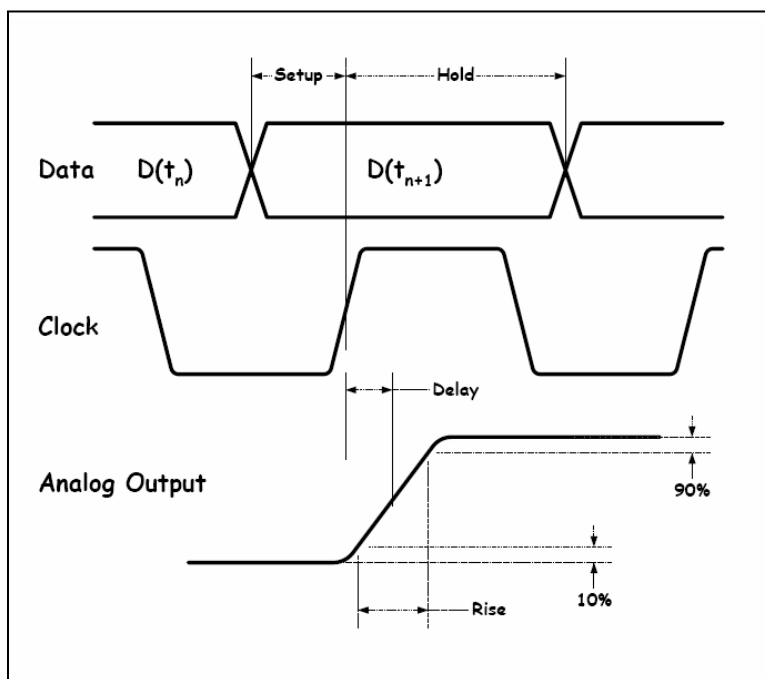 Setup
Hold
Data
D(tn)
D(tn+1)
Clock
Delay
Analog Output
90%
10%
Rise